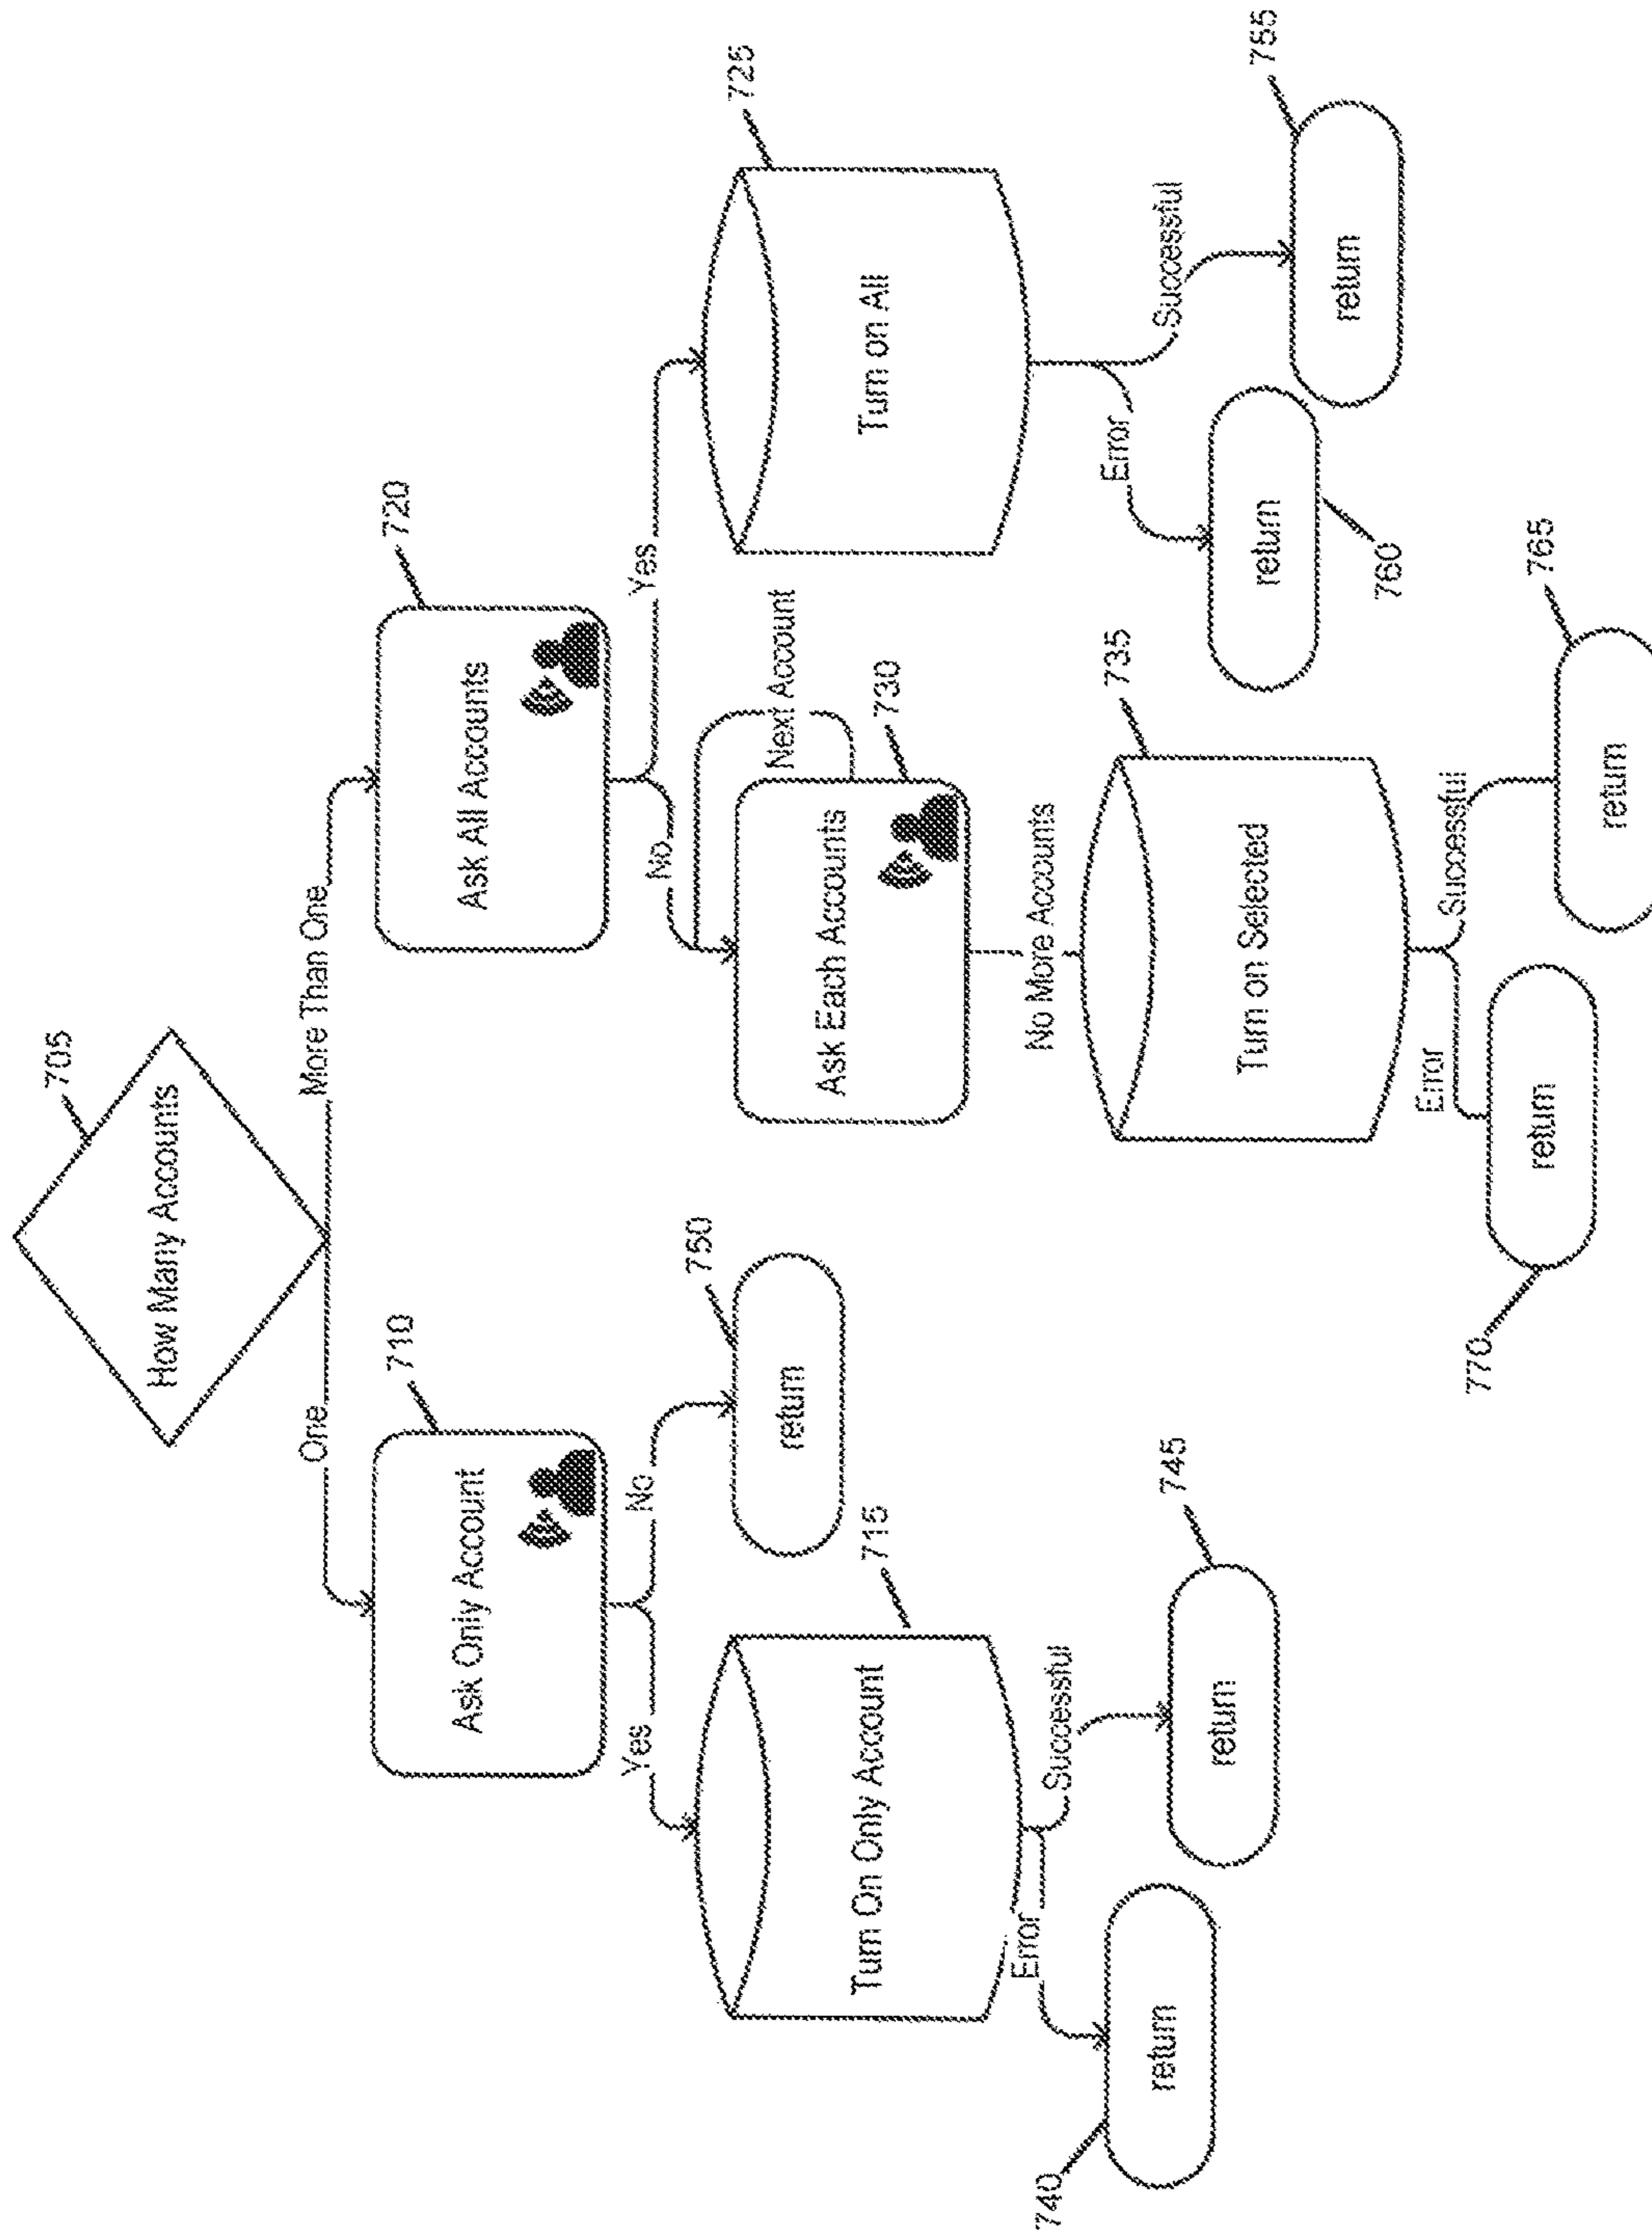 705
How Many Accounts
One
More Than One
710
Ask Only Account
720
Ask All Accounts
Yes
No
No
Yes
750
return
715
Turn On Only Account
Next Account
730
Ask Each Accounts
725
Turn on All
Error
Successful
740
return
745
return
No More Accounts
735
Turn on Selected
Error
Successful
760
return
755
return
Error
Successful
770
return
765
return